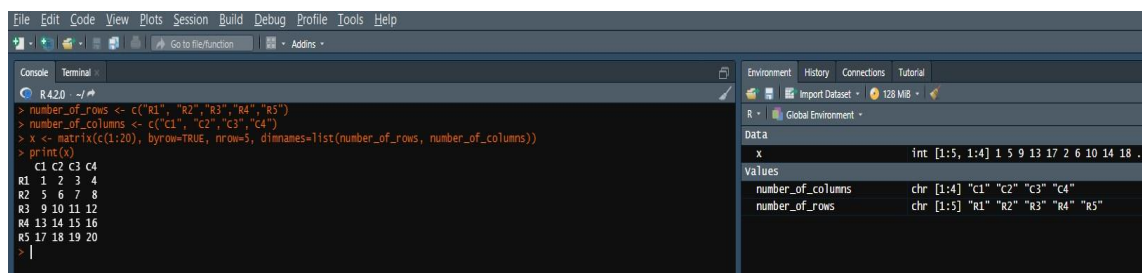 File Edit Code View Plots Session Build Debug Profile Tools Help
Go to file/function Addins
Console Terminal
R 4.2.0 · ~/
> number_of_rows <- c("R1", "R2","R3","R4","R5")
> number_of_columns <- c("C1", "C2","C3","C4")
> x <- matrix(c(1:20), byrow=TRUE, nrow=5, dimnames=list(number_of_rows, number_of_columns))
> print(x)
C1 C2 C3 C4
R1 1 2 3 4
R2 5 6 7 8
R3 9 10 11 12
R4 13 14 15 16
R5 17 18 19 20
>
Environment History Connections Tutorial
Import Dataset 128 MiB
R Global Environment
Data
x int [1:5, 1:4] 1 5 9 13 17 2 6 10 14 18 .
Values
number_of_columns chr [1:4] "C1" "C2" "C3" "C4"
number_of_rows chr [1:5] "R1" "R2" "R3" "R4" "R5"